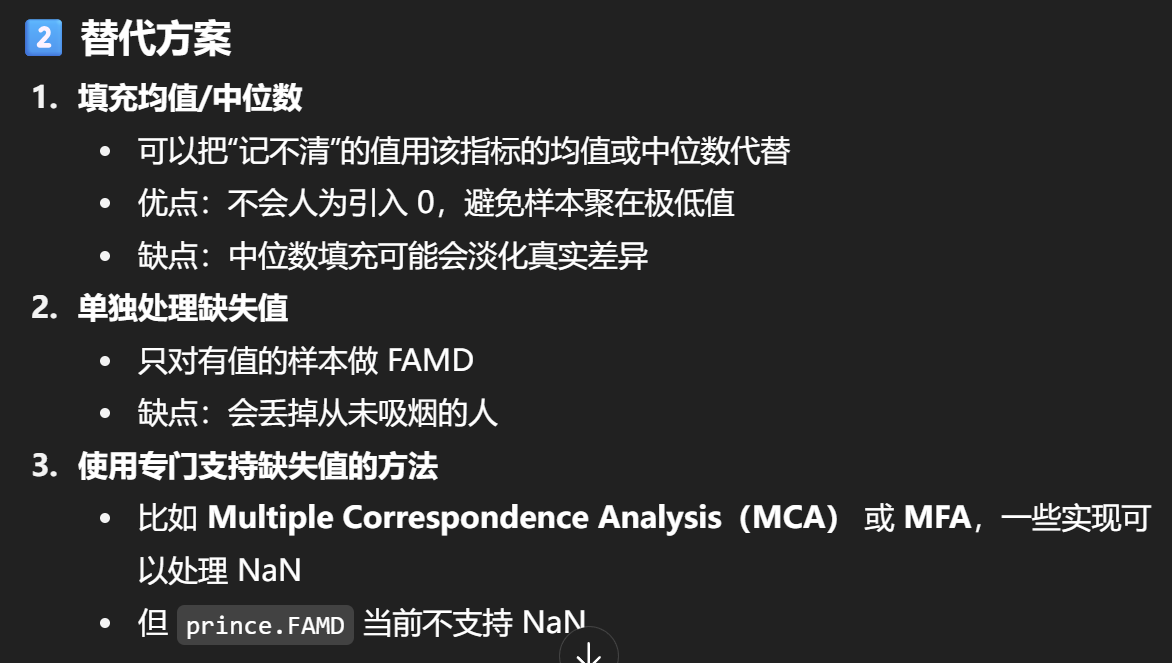 2 替代方案
1. 填充均值/中位数
• 可以把“记不清”的值用该指标的均值或中位数代替
• 优点：不会人为引入 0，避免样本聚在极低值
• 缺点：中位数填充可能会淡化真实差异
2. 单独处理缺失值
• 只对有值的样本做 FAMD
• 缺点：会丢掉从未吸烟的人
3. 使用专门支持缺失值的方法
• 比如 Multiple Correspondence Analysis（MCA） 或 MFA，一些实现可
以处理 NaN
• 但 prince.FAMD 当前不支持 NaN